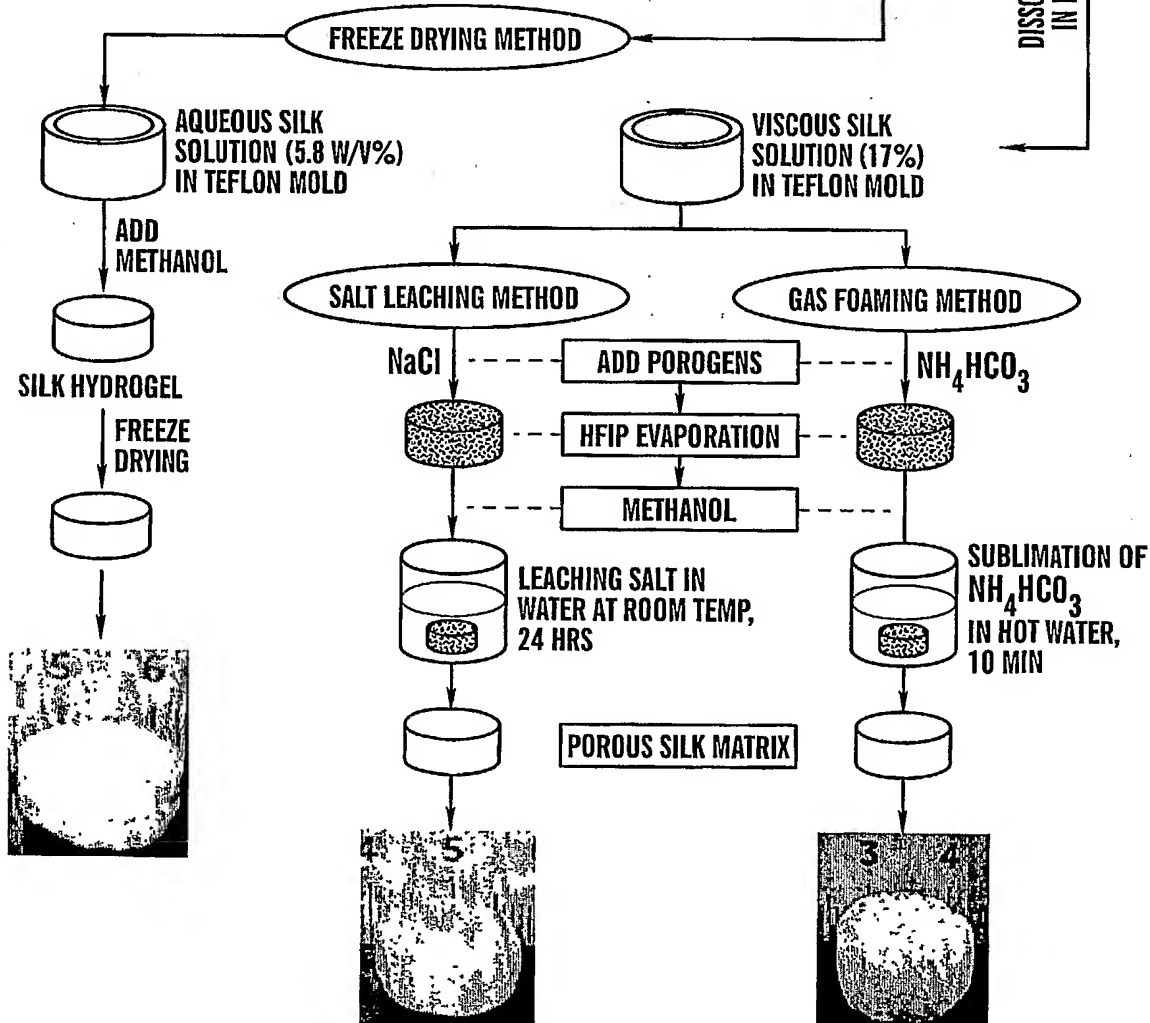 FREEZE DRYING METHOD
DISSO
IN
AQUEOUS SILK
SOLUTION (5.8 W/V%)
IN TEFLON MOLD
VISCOUS SILK
SOLUTION (17%)
IN TEFLON MOLD
ADD
METHANOL
SALT LEACHING METHOD
GAS FOAMING METHOD
SILK HYDROGEL
NaCl
ADD POROGENS
NH4HCO3
FREEZE
DRYING
HFIP EVAPORATION
METHANOL
LEACHING SALT IN
WATER AT ROOM TEMP,
24 HRS
SUBLIMATION OF
NH4HCO3
IN HOT WATER,
10 MIN
5 6
POROUS SILK MATRIX
4 5
3 4